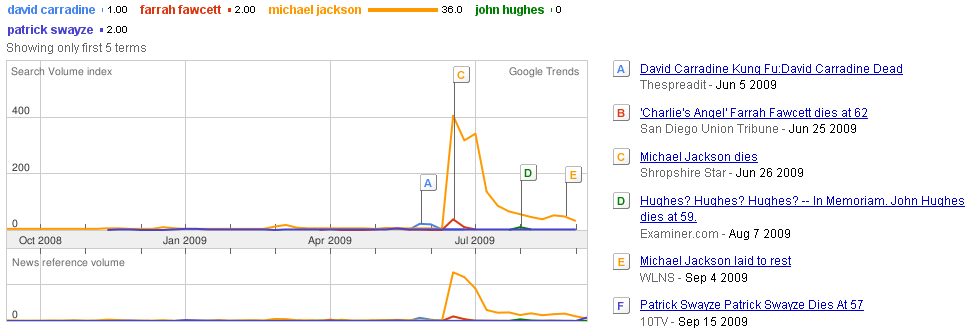 david carradine 1.00 farrah fawcett 2.00 michael jackson 36.0 john hughes 0
patrick swayze 2.00
Showing only first 5 terms
Search Volume index Google Trends
C
400
200
A
D
E
0
Oct 2008 Jan 2009 Apr 2009 Jul 2009
News reference volume
0
A David Carradine Kung Fu:David Carradine Dead
Thespreadit - Jun 5 2009
B 'Charlie's Angel' Farrah Fawcett dies at 62
San Diego Union Tribune - Jun 25 2009
C Michael Jackson dies
Shropshire Star - Jun 26 2009
D Hughes? Hughes? Hughes? -- In Memoriam. John Hughes
dies at 59.
Examiner.com - Aug 7 2009
E Michael Jackson laid to rest
WLNS - Sep 4 2009
F Patrick Swayze Patrick Swayze Dies At 57
10TV - Sep 15 2009